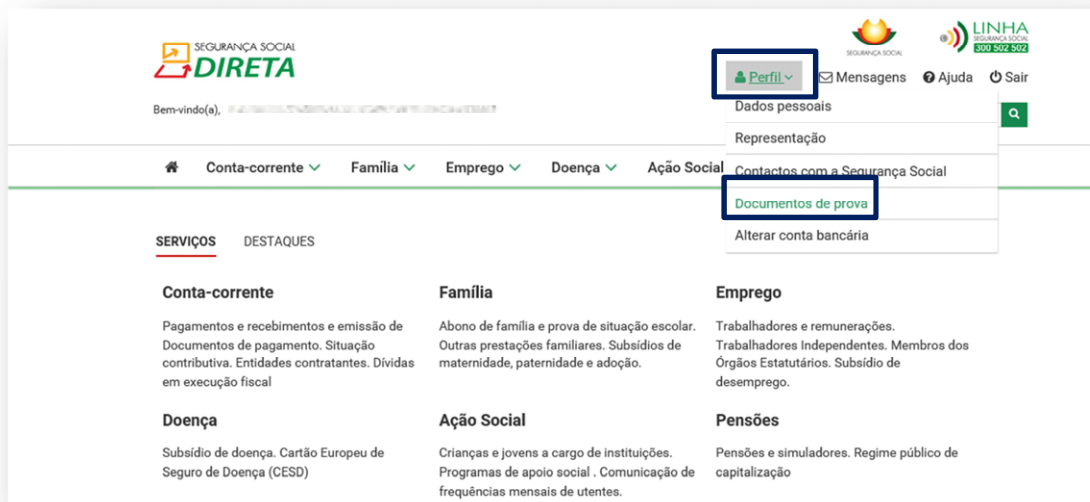 SEGURANÇA SOCIAL
DIRETA
SEGURANÇA SOCIAL
LINHA
SEGURANÇA SOCIAL
300 502 502
Perfil
Mensagens
Ajuda
Sair
Bem-vindo(a),
Dados pessoais
Representação
Contactos com a Segurança Social
Documentos de prova
Alterar conta bancária
Conta-corrente
Família
Emprego
Doença
Ação Social
SERVIÇOS
DESTAQUES
Conta-corrente
Pagamentos e recebimentos e emissão de
Documentos de pagamento. Situação
contributiva. Entidades contratantes. Dívidas
em execução fiscal
Família
Abono de família e prova de situação escolar.
Outras prestações familiares. Subsídios de
maternidade, paternidade e adoção.
Emprego
Trabalhadores e remunerações.
Trabalhadores Independentes. Membros dos
Órgãos Estatutários. Subsídio de
desemprego.
Doença
Subsídio de doença. Cartão Europeu de
Seguro de Doença (CESD)
Ação Social
Crianças e jovens a cargo de instituições.
Programas de apoio social . Comunicação de
frequências mensais de utentes.
Pensões
Pensões e simuladores. Regime público de
capitalização